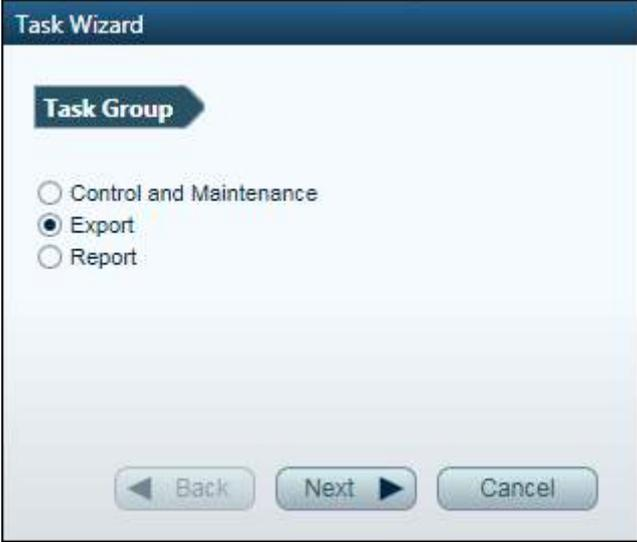 Task Wizard
Task Group
Control and Maintenance
Export
Report
Back Next Cancel